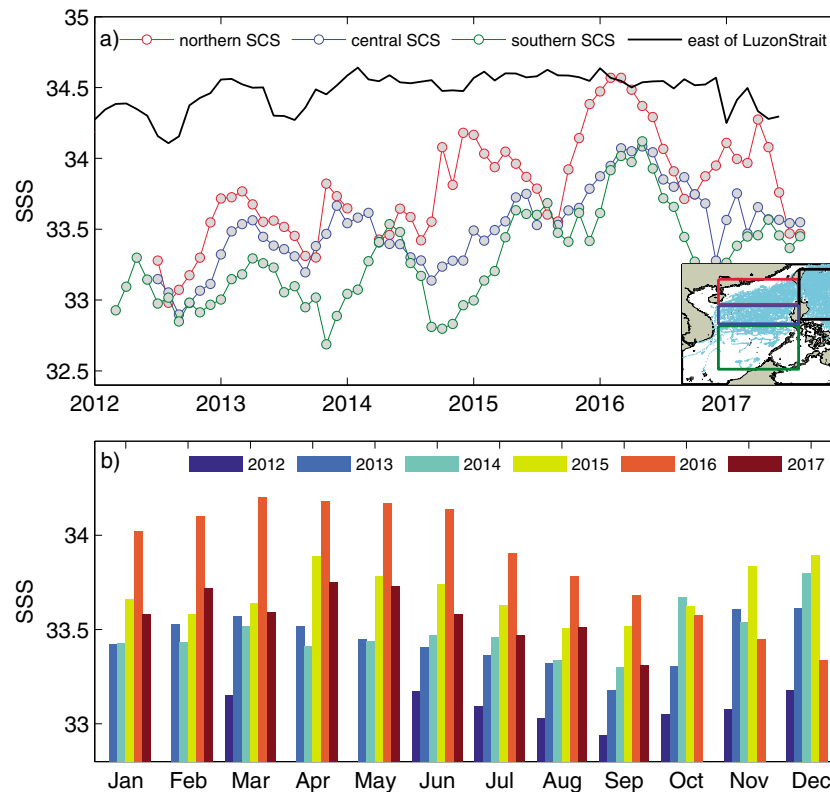 a)
northern SCS
central SCS
southern SCS
east of LuzonStrait
SSS
35
34.5
34
33.5
33
32.5
2012
2013
2014
2015
2016
2017
b)
2012
2013
2014
2015
2016
2017
SSS
34
33.5
33
Jan
Feb
Mar
Apr
May
Jun
Jul
Aug
Sep
Oct
Nov
Dec